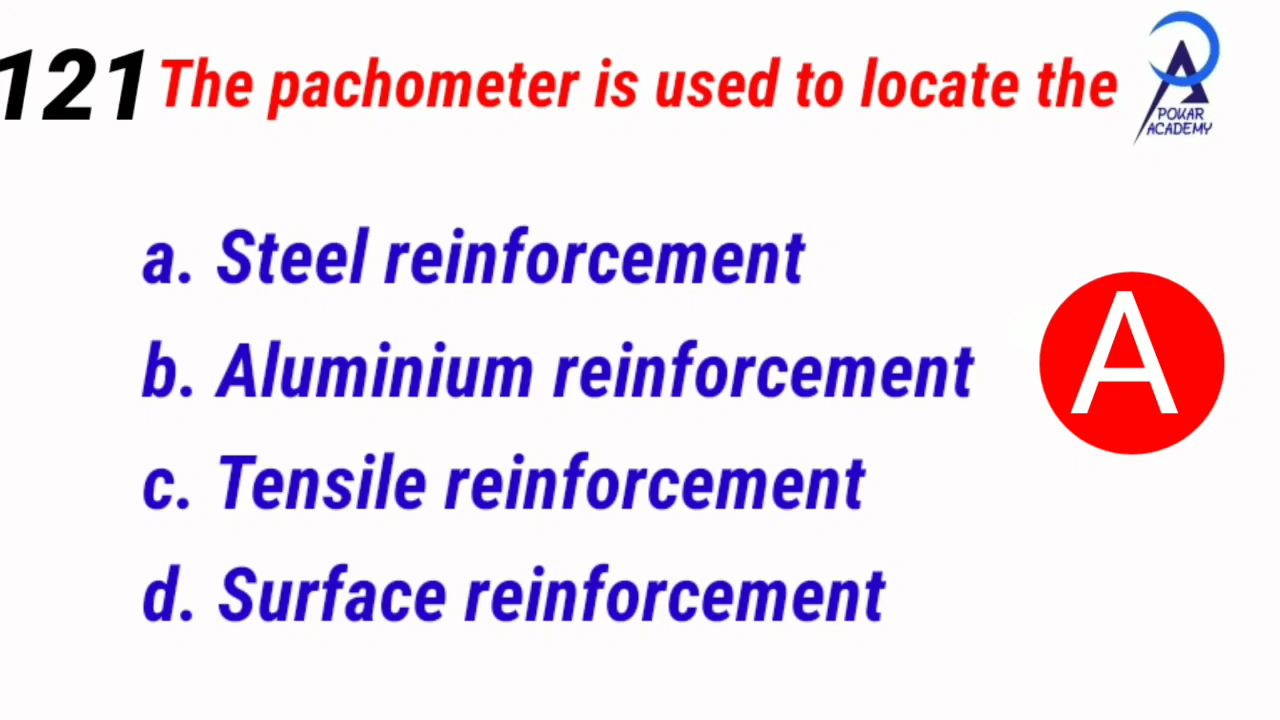 121 The pachometer is used to locate the
POKAR
ACADEMY
a. Steel reinforcement
b. Aluminium reinforcement
A
c. Tensile reinforcement
d. Surface reinforcement